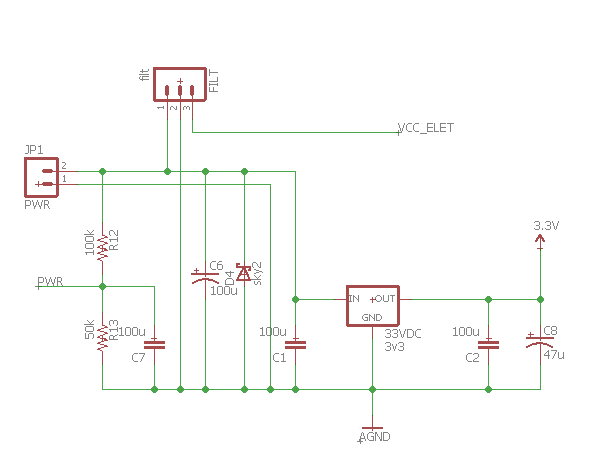 filt
FILT
1
2
3
VCC_ELET
JP1
2
1
PWR
3.3V
100k
R12
C6
100u
D4
sky2
PWR
IN
OUT
GND
50k
R13
100u
C7
100u
C1
33VDC
3v3
100u
C2
C8
47u
AGND